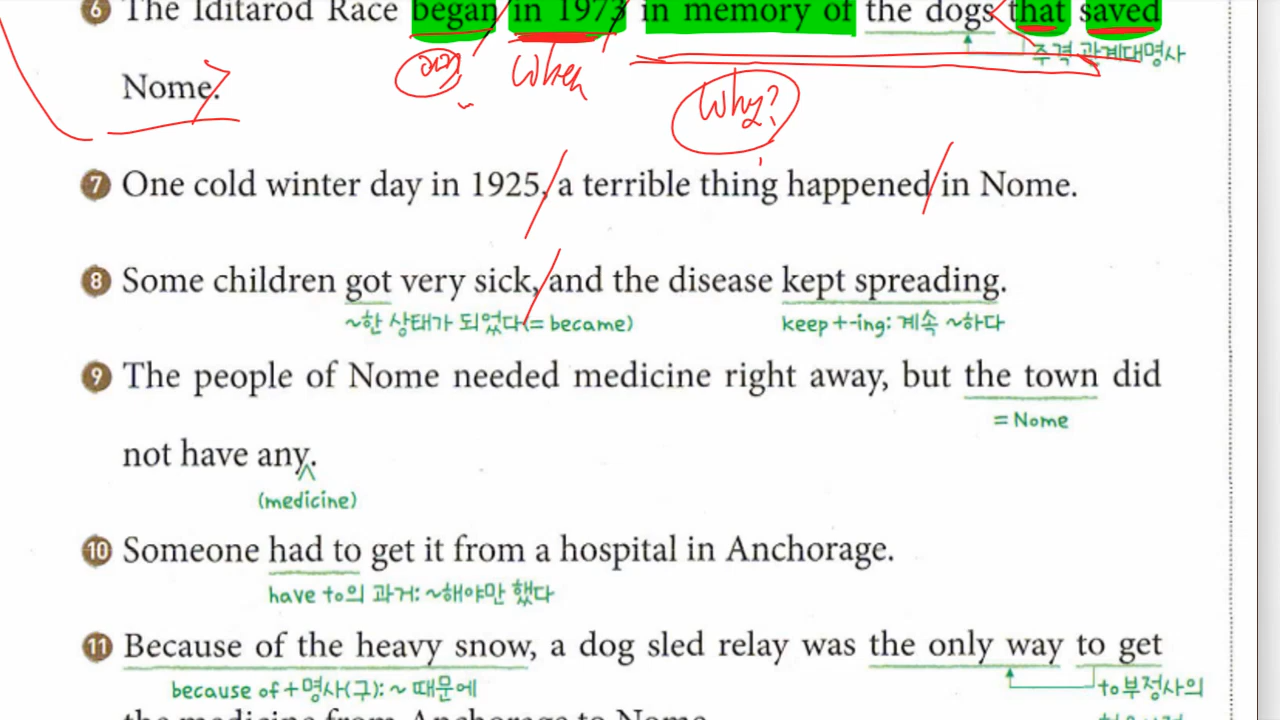 6 The Iditarod Race began in 1973 in memory of the dogs that saved
주격 관계대명사
When
Nome.
Why?
7 One cold winter day in 1925, a terrible thing happened in Nome.
8 Some children got very sick, and the disease kept spreading.
~한 상태가 되었다(= became) keep+-ing: 계속 ~하다
9 The people of Nome needed medicine right away, but the town did
= Nome
not have any.
(medicine)
10 Someone had to get it from a hospital in Anchorage.
have to의 과거: ~해야만 했다
11 Because of the heavy snow, a dog sled relay was the only way to get
because of+명사(구): ~ 때문에 to부정사의
the medicine from Anchorage to Nome.